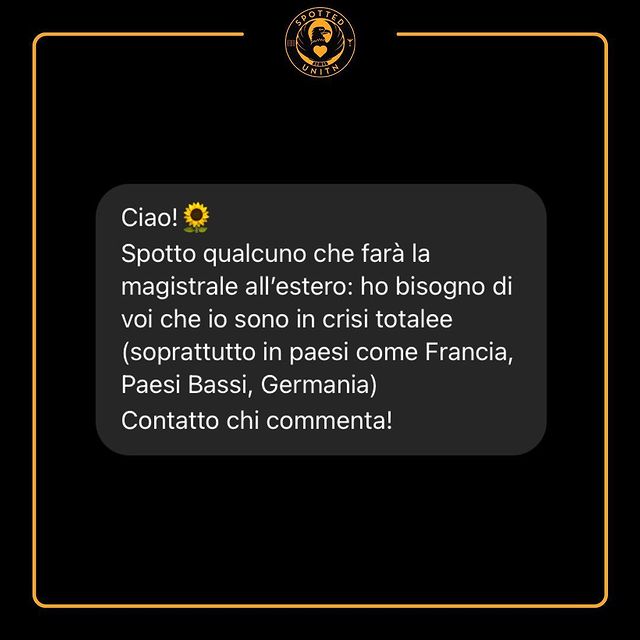 SPOTTED
UNITN
Ciao!🌻
Spotto qualcuno che farà la
magistrale all’estero: ho bisogno di
voi che io sono in crisi totalee
(soprattutto in paesi come Francia,
Paesi Bassi, Germania)
Contatto chi commenta!